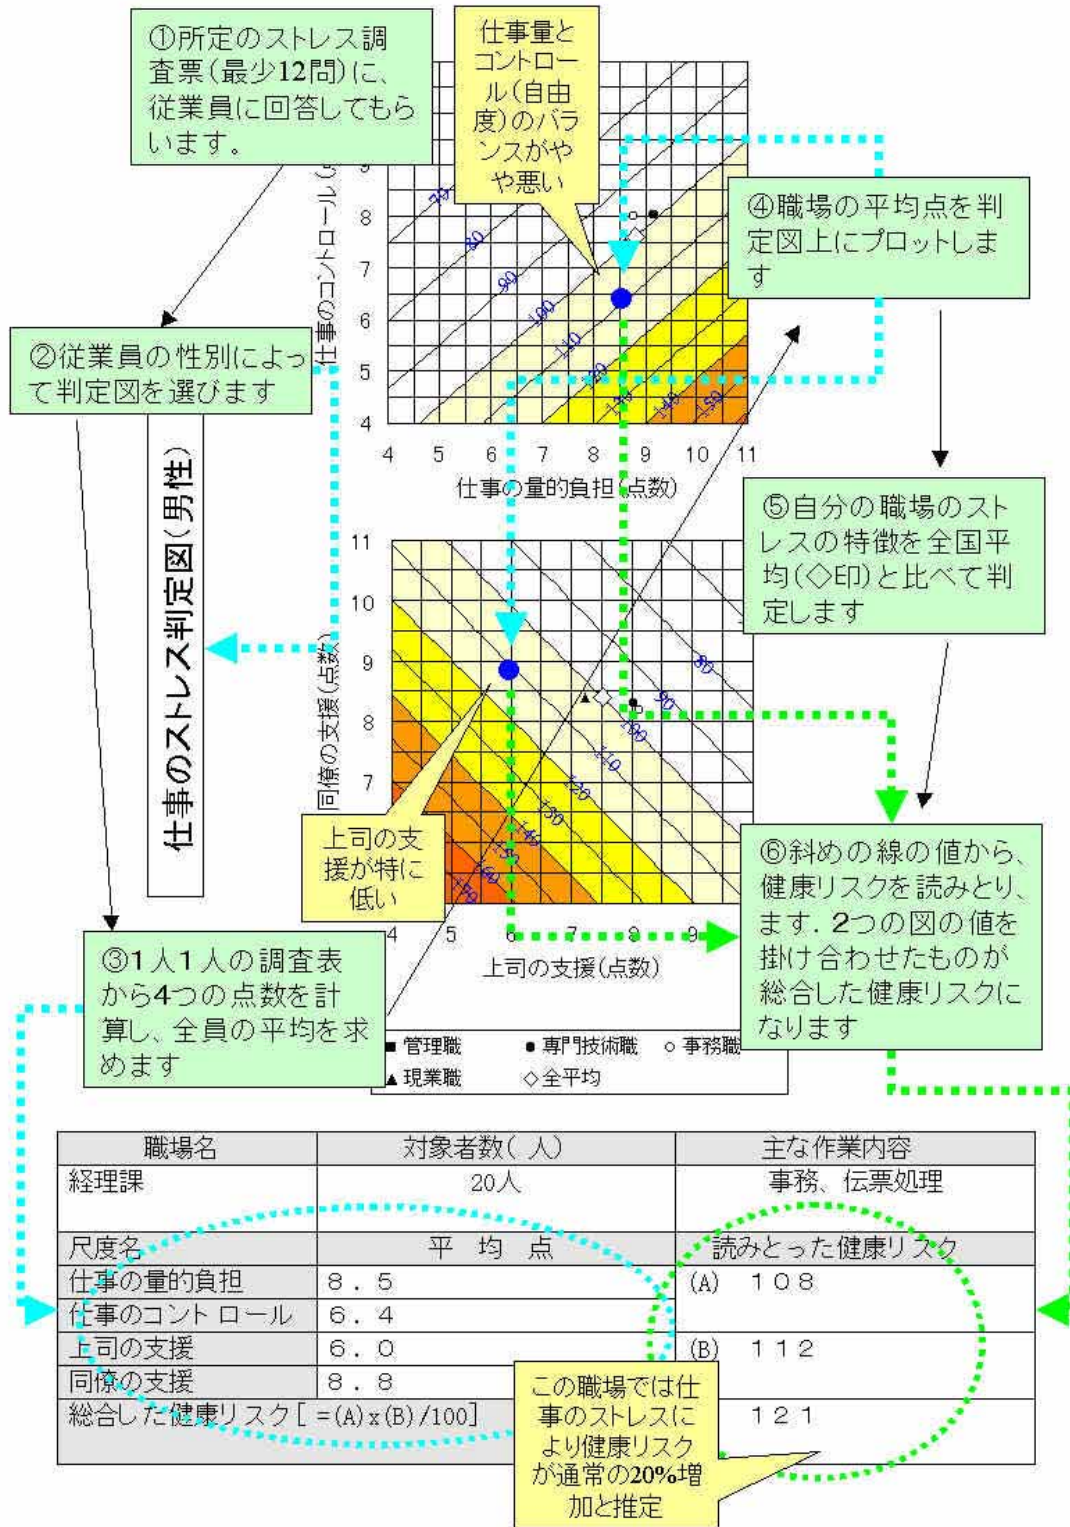 ①所定のストレス調
査票(最少12問)に、
従業員に回答してもら
います。
仕事量と
コントロー
ル(自由
度)のバラ
ンスがや
や悪い
④職場の平均点を判
定図上にプロットしま
す
②従業員の性別によっ
て判定図を選びます
仕事のストレス判定図(男性)
仕事のコントロール(
9
8
7
6
5
4
70
80
90
100
110
120
130
140
150
4 5 6 7 8 9 10 11
仕事の量的負担(点数)
⑤自分の職場のスト
レスの特徴を全国平
均(◇印)と比べて判
定します
同僚の支援(点数)
11
10
9
8
7
80
90
100
110
120
130
140
150
160
170
4 5 6 7 8 9
上司の支援(点数)
上司の支
援が特に
低い
⑥斜めの線の値から、
健康リスクを読みとり、
ます. 2つの図の値を
掛け合わせたものが
総合した健康リスクに
なります
③1人1人の調査表
から4つの点数を計
算し、全員の平均を求
めます
■ 管理職 ● 専門技術職 ○ 事務職
▲ 現業職 ◇全平均
職場名 対象者数( 人) 主な作業内容
経理課 20人 事務、伝票処理
尺度名 平 均 点 読みとった健康リスク
仕事の量的負担 8.5 (A) 108
仕事のコントロール 6.4
上司の支援 6.0 (B) 112
同僚の支援 8.8
総合した健康リスク[ =(A)x(B)/100] 121
この職場では仕
事のストレスに
より健康リスク
が通常の20%増
加と推定